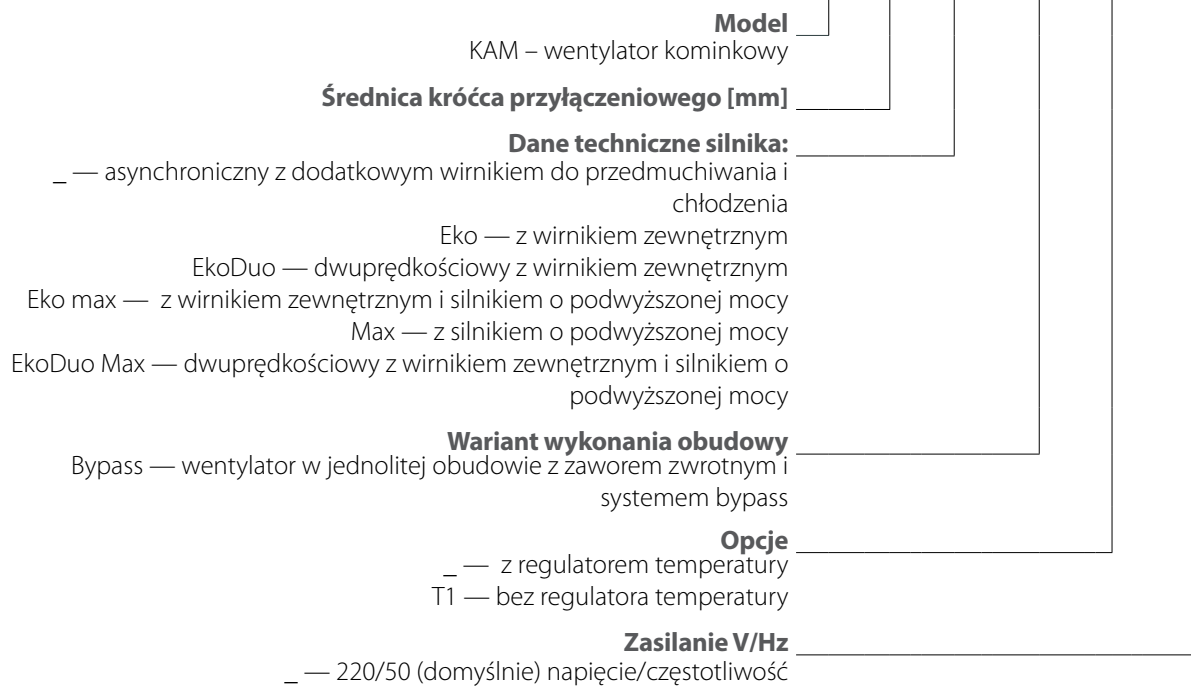 Model
KAM – wentylator kominkowy
Średnica króćca przyłączeniowego [mm]
Dane techniczne silnika:
_ — asynchroniczny z dodatkowym wirnikiem do przedmuchiwania i
chłodzenia
Eko — z wirnikiem zewnętrznym
EkoDuo — dwuprędkościowy z wirnikiem zewnętrznym
Eko max — z wirnikiem zewnętrznym i silnikiem o podwyższonej mocy
Max — z silnikiem o podwyższonej mocy
EkoDuo Max — dwuprędkościowy z wirnikiem zewnętrznym i silnikiem o
podwyższonej mocy
Wariant wykonania obudowy
Bypass — wentylator w jednolitej obudowie z zaworem zwrotnym i
systemem bypass
Opcje
_ — z regulatorem temperatury
T1 — bez regulatora temperatury
Zasilanie V/Hz
_ — 220/50 (domyślnie) napięcie/częstotliwość